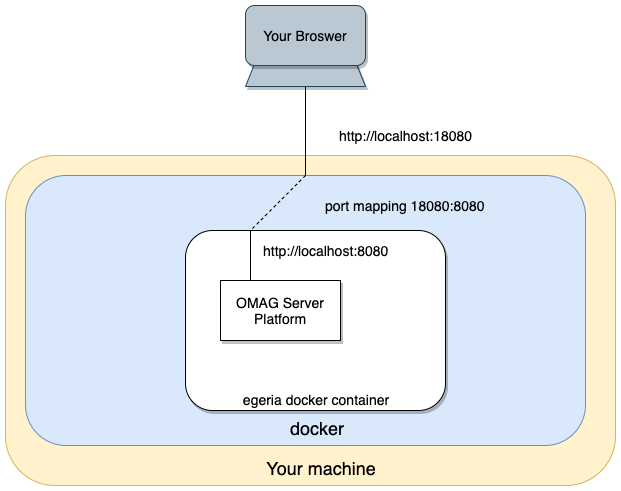 Your Broswer
http://localhost:18080
port mapping 18080:8080
http://localhost:8080
OMAG Server
Platform
egeria docker container
docker
Your machine